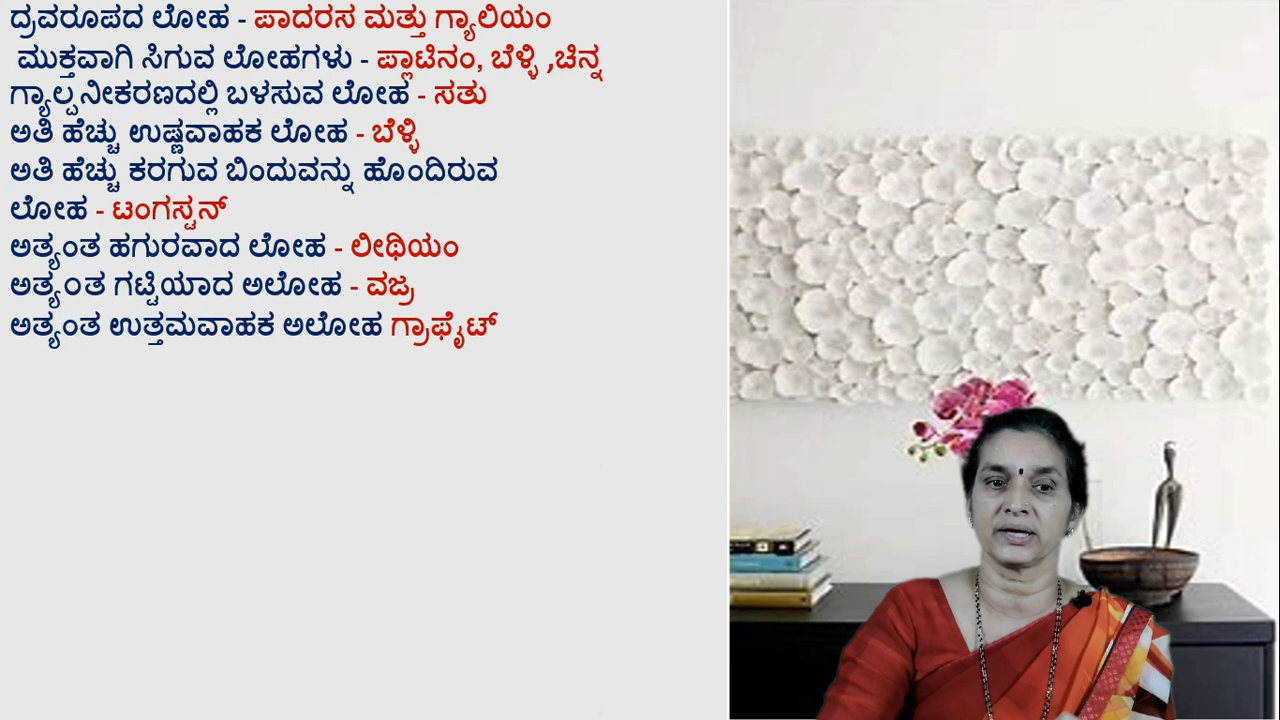 ದ್ರವರೂಪದ ಲೋಹ - ಪಾದರಸ ಮತ್ತು ಗ್ಯಾಲಿಯಂ
ಮುಕ್ತವಾಗಿ ಸಿಗುವ ಲೋಹಗಳು - ಪ್ಲಾಟಿನಂ, ಬೆಳ್ಳಿ ,ಚಿನ್ನ
ಗ್ಯಾಲ್ಪನೀಕರಣದಲ್ಲಿ ಬಳಸುವ ಲೋಹ - ಸತು
ಅತಿ ಹೆಚ್ಚು ಉಷ್ಣವಾಹಕ ಲೋಹ - ಬೆಳ್ಳಿ
ಅತಿ ಹೆಚ್ಚು ಕರಗುವ ಬಿಂದುವನ್ನು ಹೊಂದಿರುವ
ಲೋಹ - ಟಂಗಸ್ಟನ್
ಅತ್ಯಂತ ಹಗುರವಾದ ಲೋಹ - ಲೀಥಿಯಂ
ಅತ್ಯಂತ ಗಟ್ಟಿಯಾದ ಅಲೋಹ - ವಜ್ರ
ಅತ್ಯಂತ ಉತ್ತಮವಾಹಕ ಅಲೋಹ ಗ್ರಾಫೈಟ್